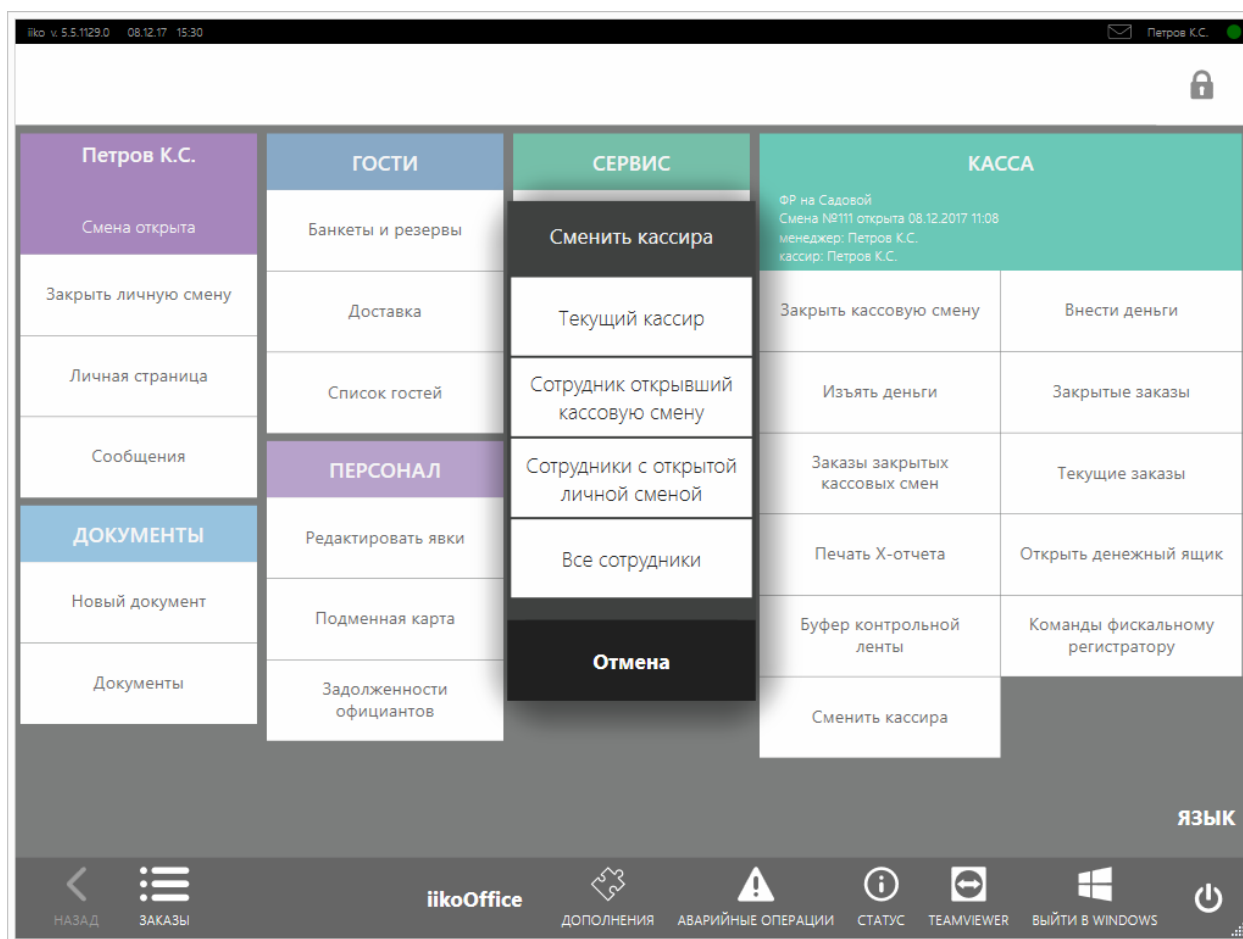 iiko v. 5.5.1129.0 08.12.17 15:30
Петров К.С.
Петров К.С.
Смена открыта
Закрыть личную смену
Личная страница
Сообщения
ДОКУМЕНТЫ
Новый документ
Документы
ГОСТИ
Банкеты и резервы
Доставка
Список гостей
ПЕРСОНАЛ
Редактировать явки
Подменная карта
Задолженности
официантов
СЕРВИС
Сменить кассира
Текущий кассир
Сотрудник открывший
кассовую смену
Сотрудники с открытой
личной сменой
Все сотрудники
Отмена
КАССА
ФР на Садовой
Смена №111 открыта 08.12.2017 11:08
менеджер: Петров К.С.
кассир: Петров К.С.
Закрыть кассовую смену
Внести деньги
Изъять деньги
Закрытые заказы
Заказы закрытых
кассовых смен
Текущие заказы
Печать X-отчета
Открыть денежный ящик
Буфер контрольной
ленты
Команды фискальному
регистратору
Сменить кассира
ЯЗЫК
НАЗАД
ЗАКАЗЫ
iikoOffice
ДОПОЛНЕНИЯ
АВАРИЙНЫЕ ОПЕРАЦИИ
СТАТУС
TEAMVIEWER
ВЫЙТИ В WINDOWS